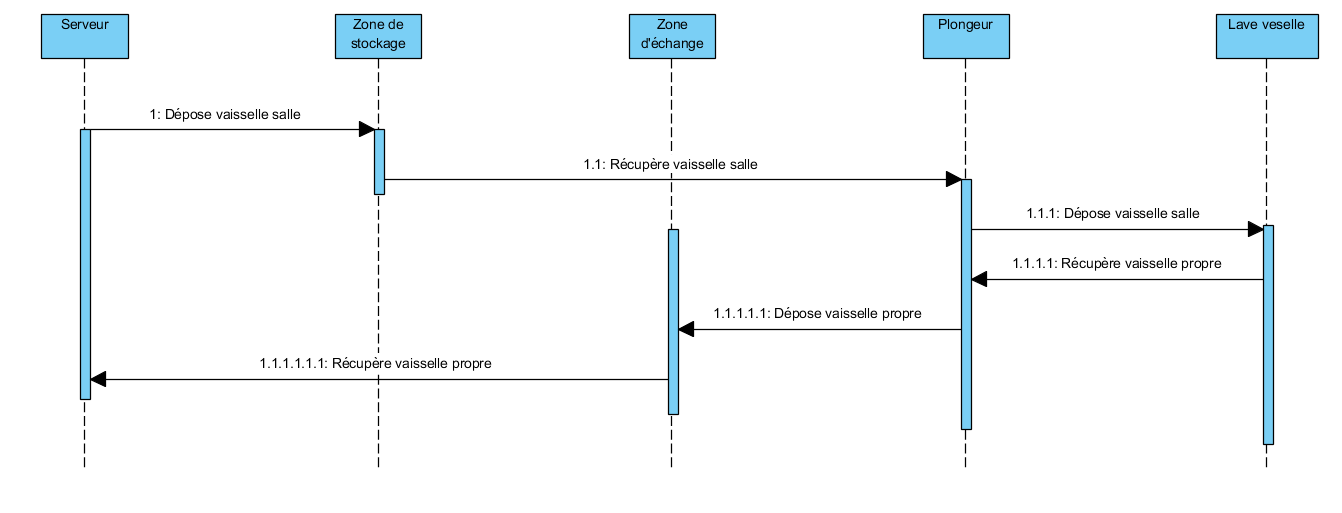 Serveur
Zone de
stockage
Zone
d'échange
Plongeur
Lave veselle
1: Dépose vaisselle salle
1.1: Récupère vaisselle salle
1.1.1: Dépose vaisselle salle
1.1.1.1: Récupère vaisselle propre
1.1.1.1.1: Dépose vaisselle propre
1.1.1.1.1.1: Récupère vaisselle propre